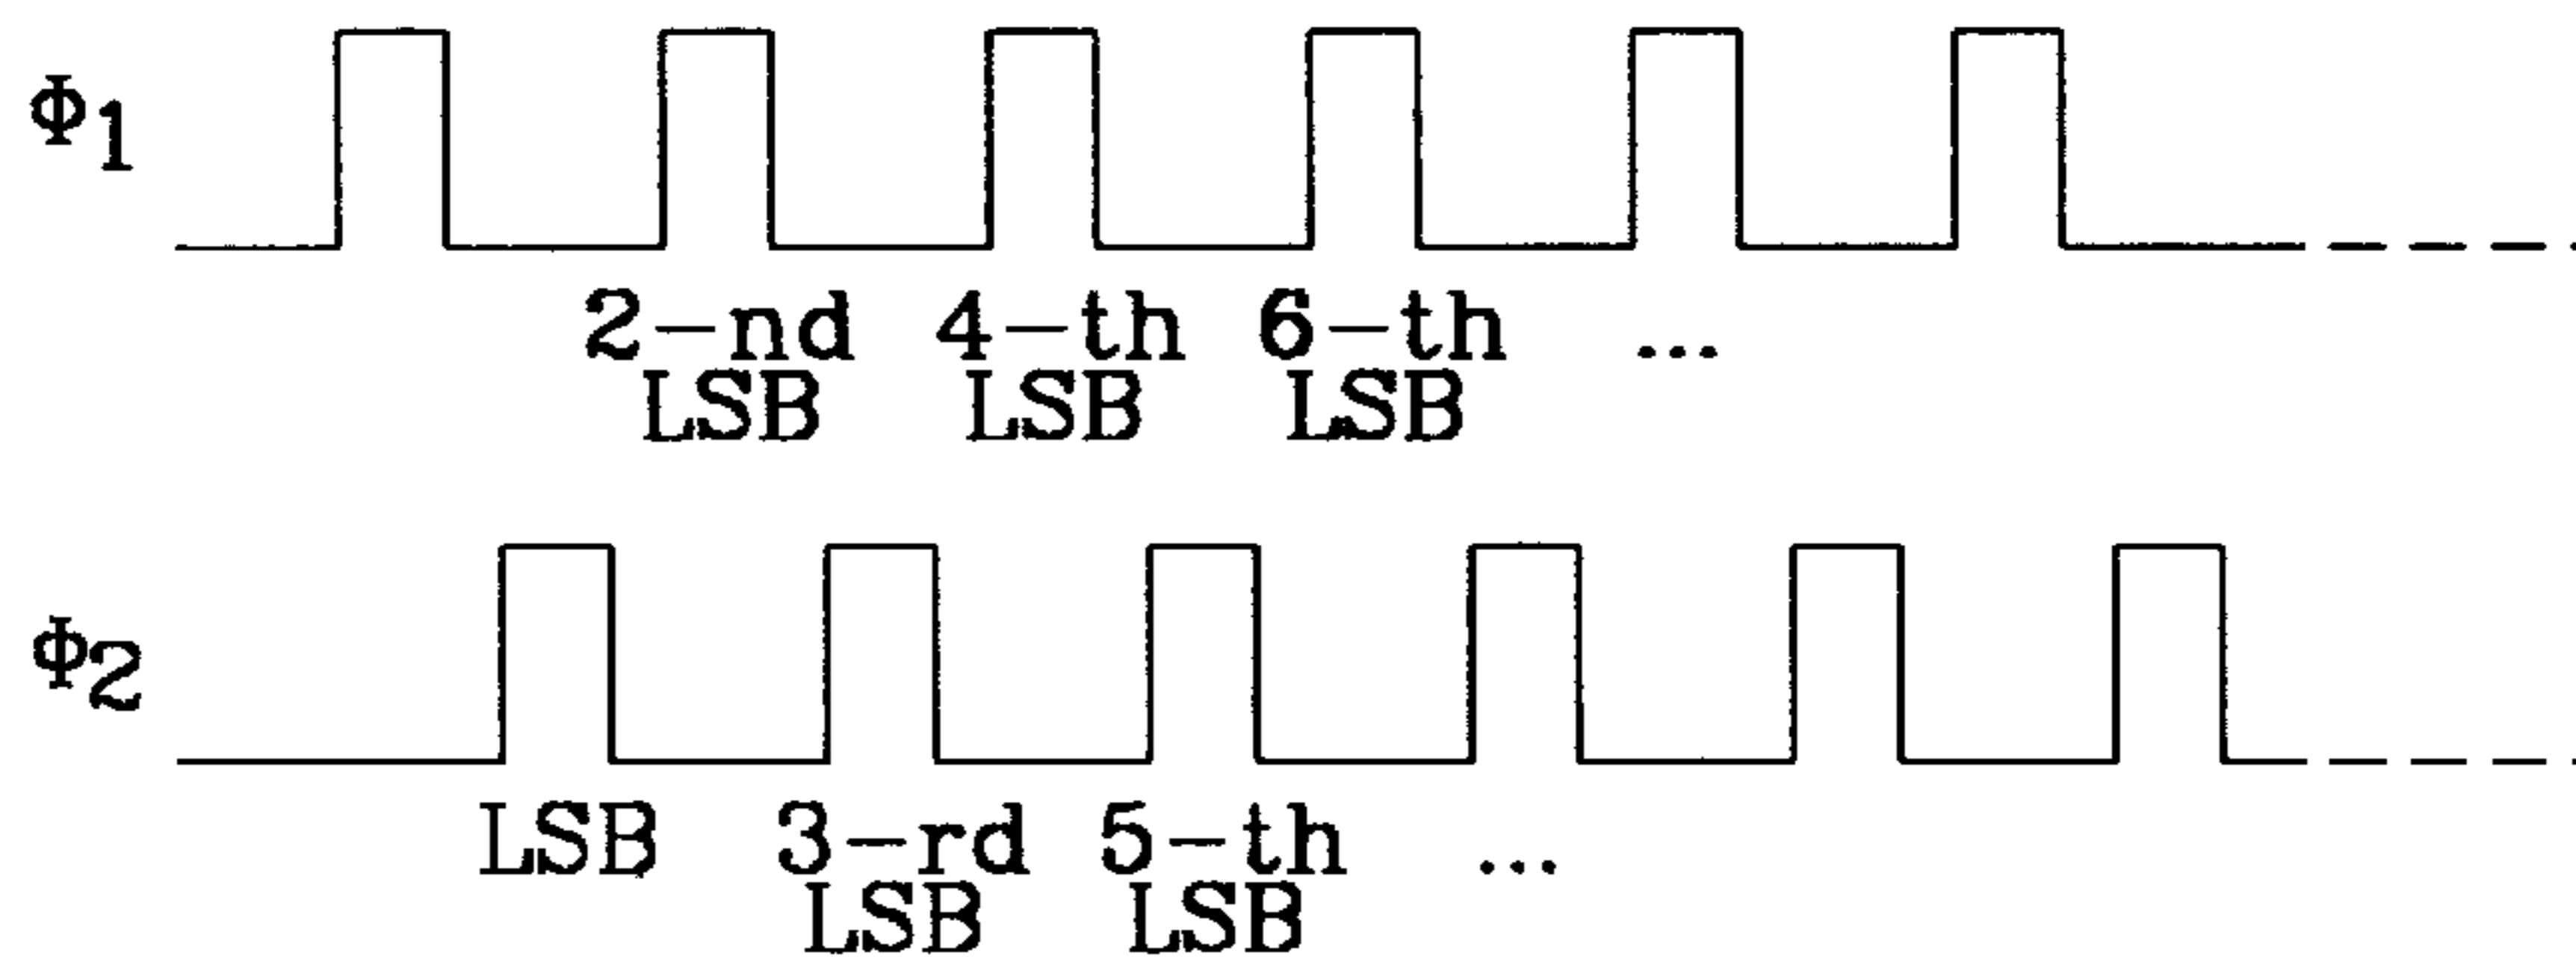 Φ1
2-nd 4-th 6-th ...
LSB LSB LSB
Φ2
LSB 3-rd 5-th ...
LSB LSB